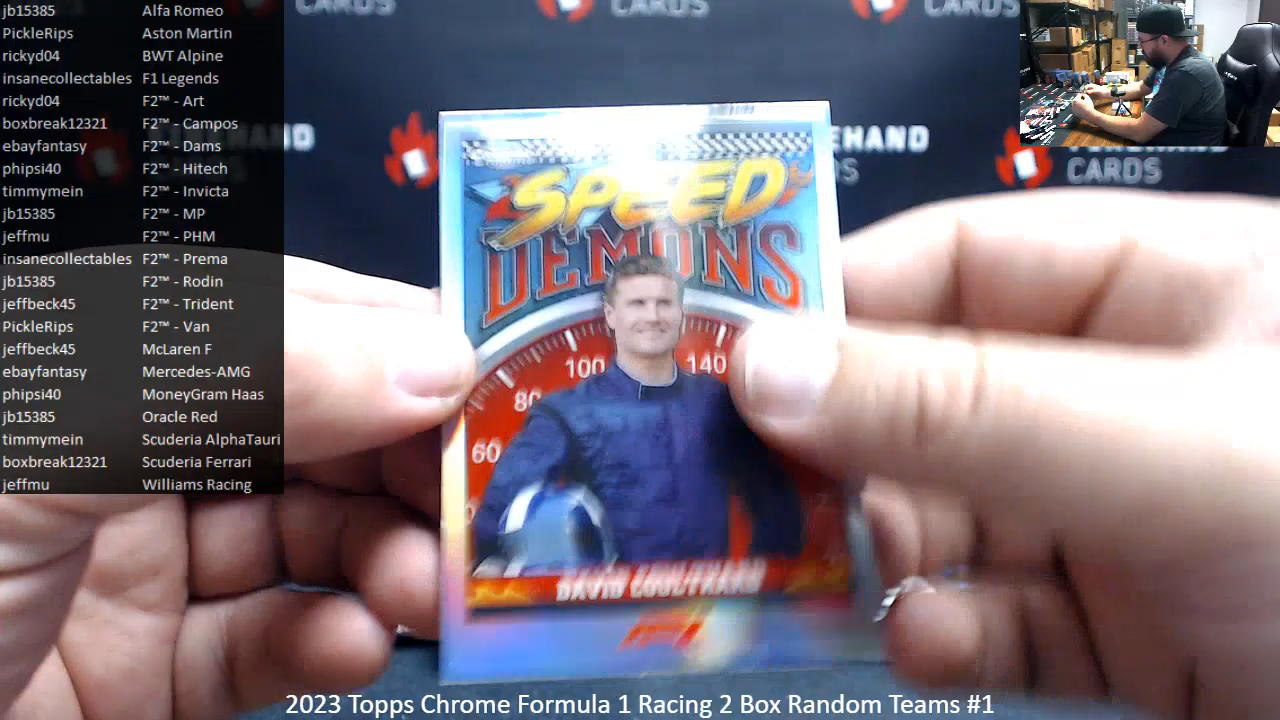 jb15385 Alfa Romeo
PickleRips Aston Martin
rickyd04 BWT Alpine
insanecollectables F1 Legends
rickyd04 F2™ - Art
boxbreak12321 F2™ - Campos
ebayfantasy F2™ - Dams
phipsi40 F2™ - Hitech
timmymein F2™ - Invicta
jb15385 F2™ - MP
jeffmu F2™ - PHM
insanecollectables F2™ - Prema
jb15385 F2™ - Rodin
jeffbeck45 F2™ - Trident
PickleRips F2™ - Van
jeffbeck45 McLaren F
ebayfantasy Mercedes-AMG
phipsi40 MoneyGram Haas
jb15385 Oracle Red
timmymein Scuderia AlphaTauri
boxbreak12321 Scuderia Ferrari
jeffmu Williams Racing
CARDS
CARDS
CARDS
CARDS
SPEED
DEMONS
60
80
100
140
DAVID COULTHARD
2023 Topps Chrome Formula 1 Racing 2 Box Random Teams #1